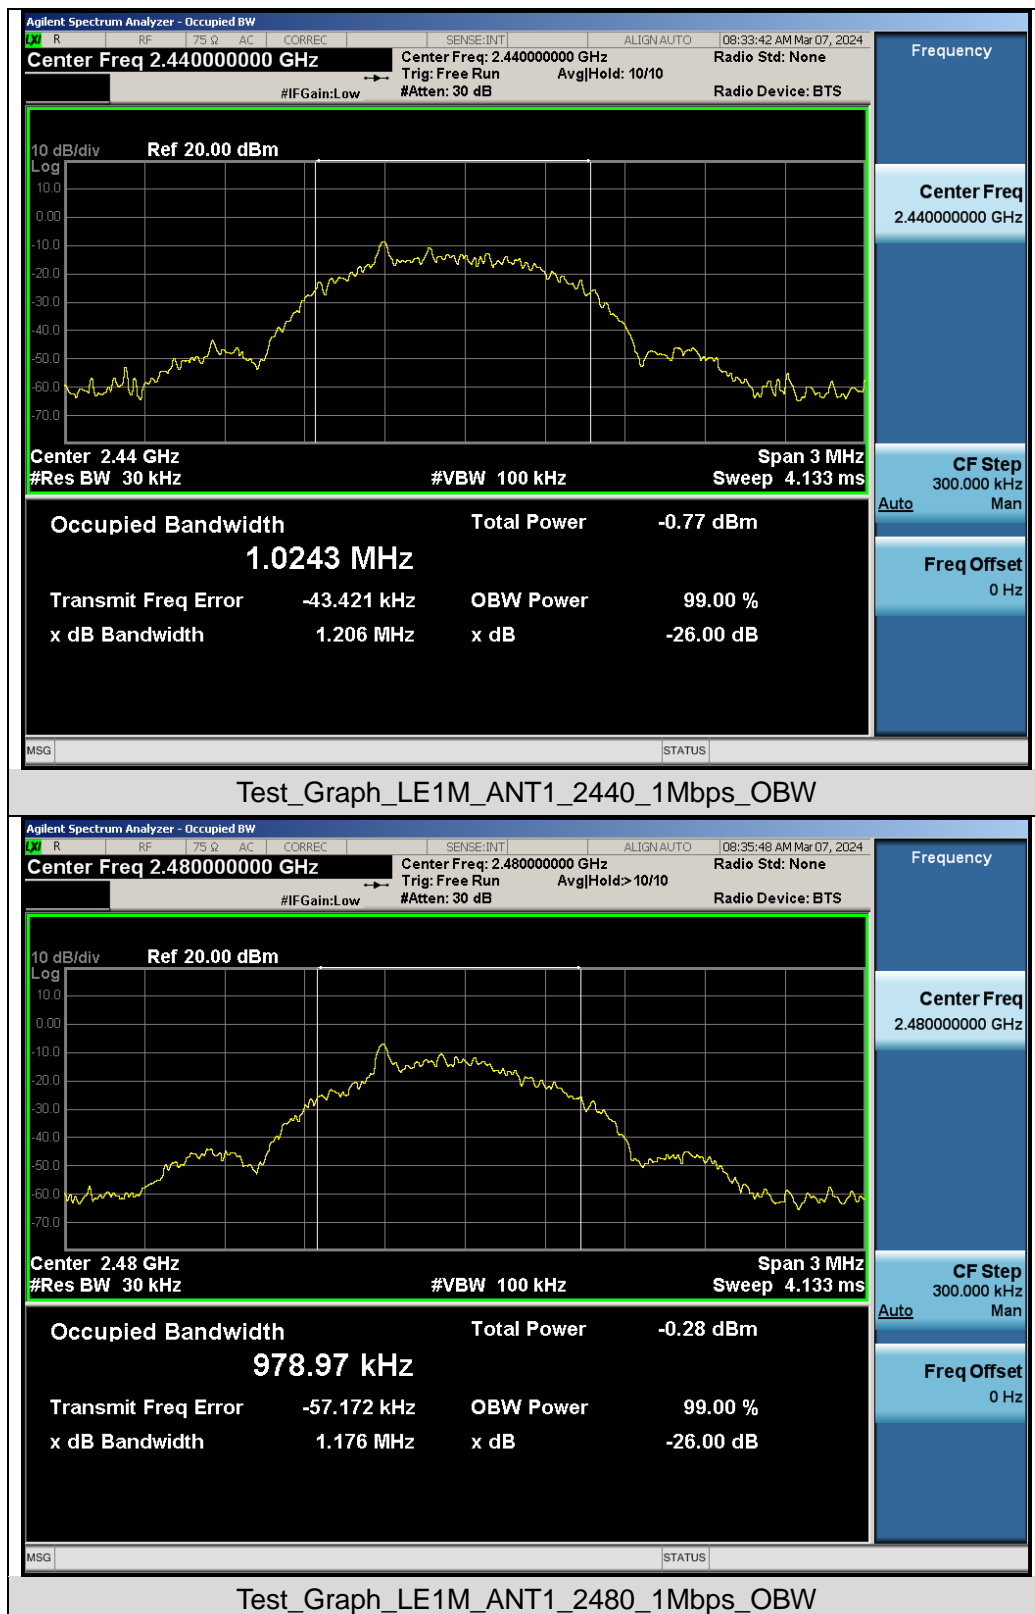 Agilent Spectrum Analyzer - Occupied BW
LXI R RF 75 Ω AC CORREC SENSE:INT ALIGN AUTO 08:33:42 AM Mar 07, 2024
Center Freq 2.440000000 GHz Center Freq: 2.440000000 GHz Radio Std: None Frequency
Trig: Free Run Avg|Hold: 10/10
#IFGain:Low #Atten: 30 dB Radio Device: BTS
10 dB/div Ref 20.00 dBm
Log
10.0
0.00
-10.0
-20.0
-30.0
-40.0
-50.0
-60.0
-70.0
Center Freq
2.440000000 GHz
Center 2.44 GHz Span 3 MHz
#Res BW 30 kHz #VBW 100 kHz Sweep 4.133 ms
CF Step
300.000 kHz
Auto Man
Occupied Bandwidth Total Power -0.77 dBm
1.0243 MHz
Freq Offset
0 Hz
Transmit Freq Error -43.421 kHz OBW Power 99.00 %
x dB Bandwidth 1.206 MHz x dB -26.00 dB
MSG STATUS
Test_Graph_LE1M_ANT1_2440_1Mbps_OBW
Agilent Spectrum Analyzer - Occupied BW
LXI R RF 75 Ω AC CORREC SENSE:INT ALIGN AUTO 08:35:48 AM Mar 07, 2024
Center Freq 2.480000000 GHz Center Freq: 2.480000000 GHz Radio Std: None Frequency
Trig: Free Run Avg|Hold:> 10/10
#IFGain:Low #Atten: 30 dB Radio Device: BTS
10 dB/div Ref 20.00 dBm
Log
10.0
0.00
-10.0
-20.0
-30.0
-40.0
-50.0
-60.0
-70.0
Center Freq
2.480000000 GHz
Center 2.48 GHz Span 3 MHz
#Res BW 30 kHz #VBW 100 kHz Sweep 4.133 ms
CF Step
300.000 kHz
Auto Man
Occupied Bandwidth Total Power -0.28 dBm
978.97 kHz
Freq Offset
0 Hz
Transmit Freq Error -57.172 kHz OBW Power 99.00 %
x dB Bandwidth 1.176 MHz x dB -26.00 dB
MSG STATUS
Test_Graph_LE1M_ANT1_2480_1Mbps_OBW